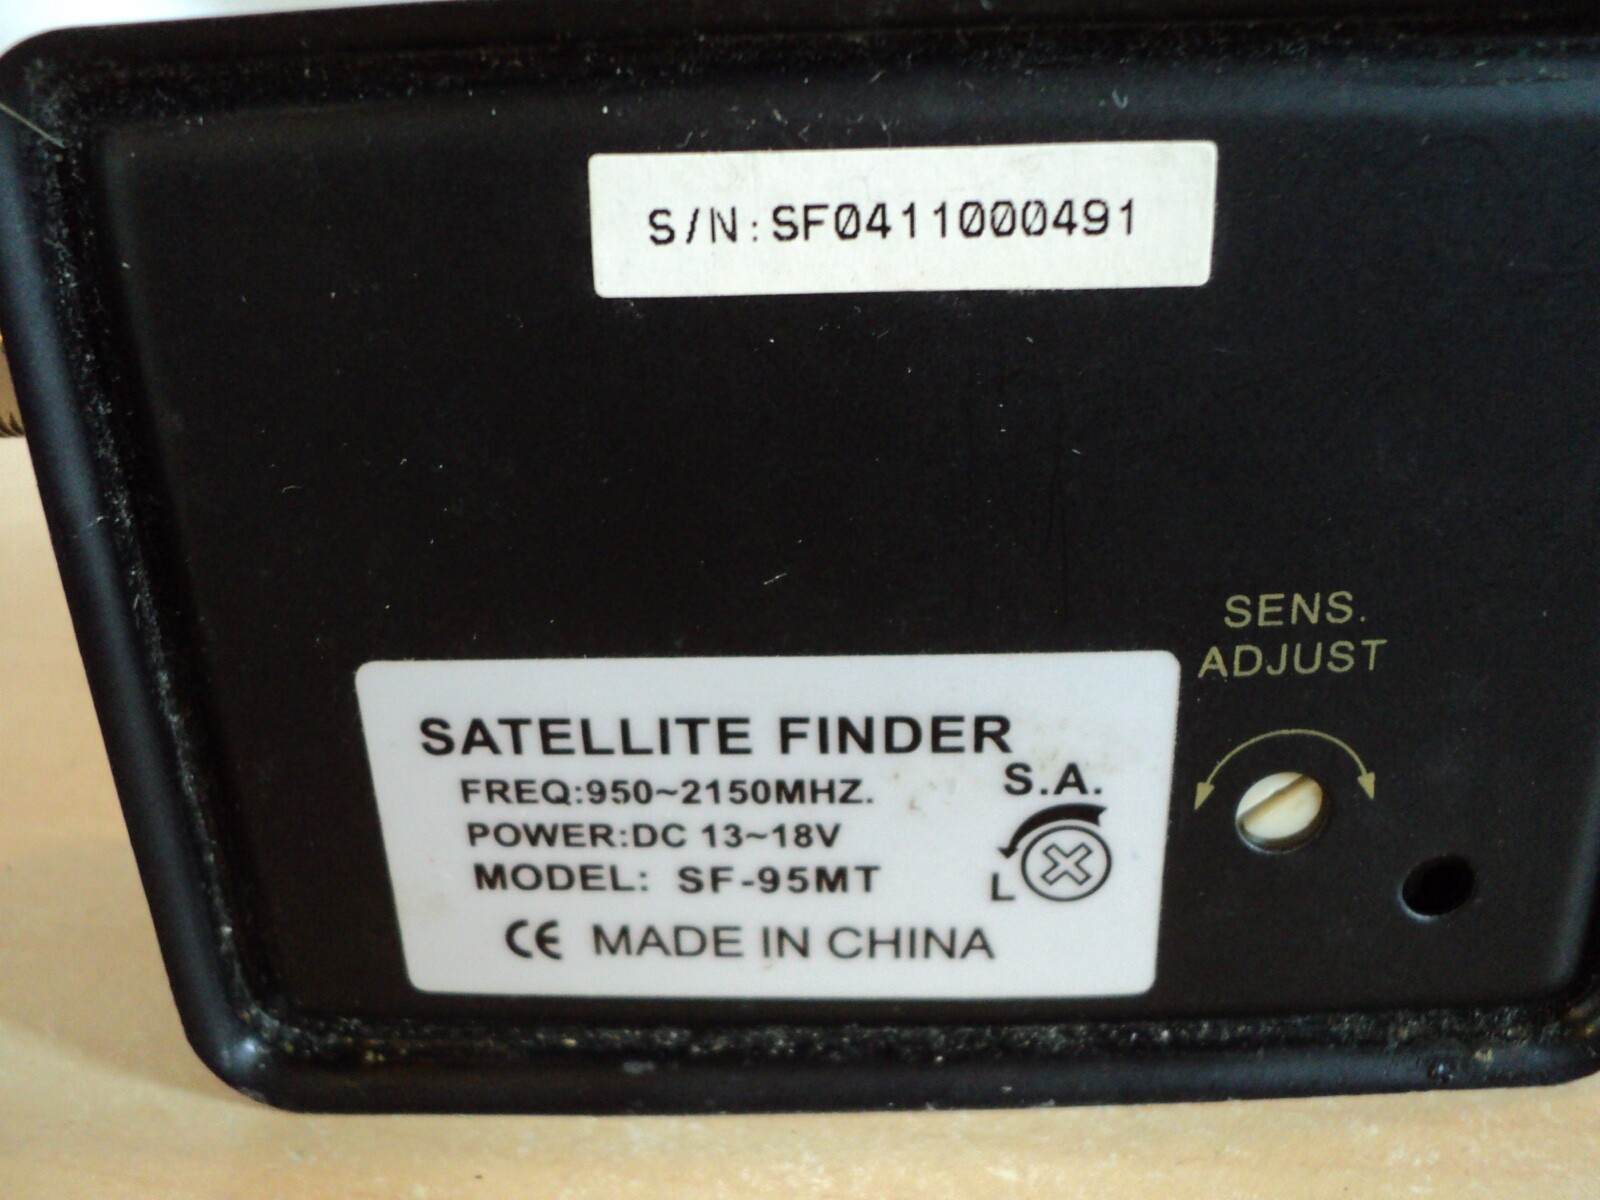 S/N:SF0411000491
SENS.
ADJUST
SATELLITE FINDER
FREQ:950~2150MHZ.
POWER:DC 13~18V
MODEL: SF-95MT
S.A.
L
CE MADE IN CHINA